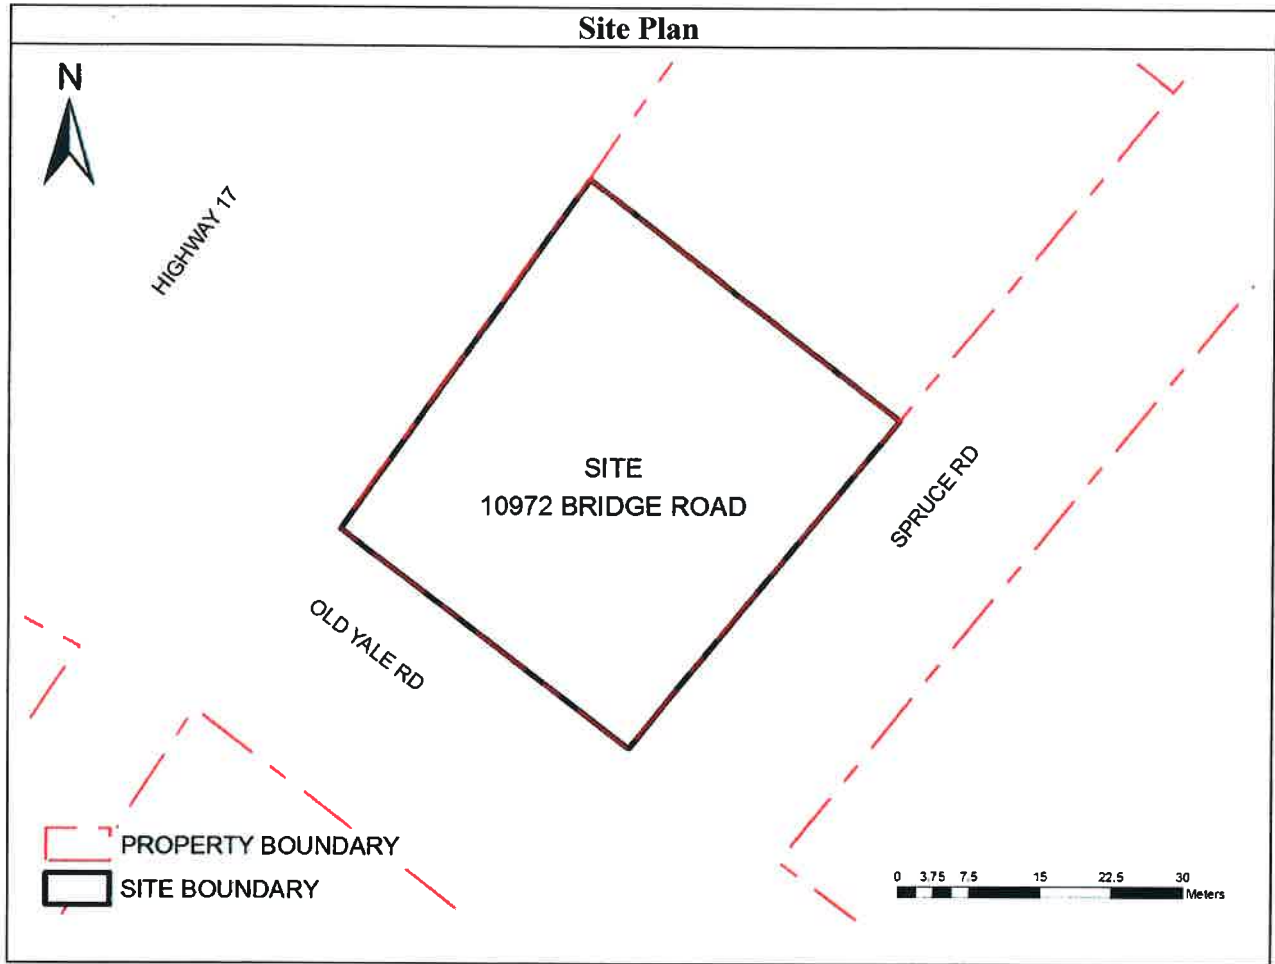 Site Plan
N
HIGHWAY 17
SITE
10972 BRIDGE ROAD
SPRUCE RD
OLD YALE RD
PROPERTY BOUNDARY
SITE BOUNDARY
0 3.75 7.5 15 22.5 30
Meters